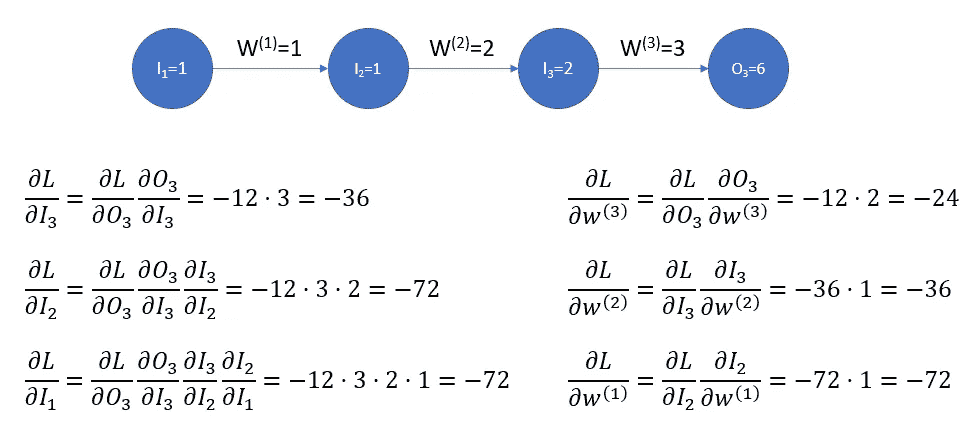 W⁽¹⁾=1 W⁽²⁾=2 W⁽³⁾=3
I₁=1 I₂=1 I₃=2 O₃=6
∂L/∂I₃ = ∂L/∂O₃ ∂O₃/∂I₃ = −12 · 3 = −36
∂L/∂w⁽³⁾ = ∂L/∂O₃ ∂O₃/∂w⁽³⁾ = −12 · 2 = −24
∂L/∂I₂ = ∂L/∂O₃ ∂O₃/∂I₃ ∂I₃/∂I₂ = −12 · 3 · 2 = −72
∂L/∂w⁽²⁾ = ∂L/∂I₃ ∂I₃/∂w⁽²⁾ = −36 · 1 = −36
∂L/∂I₁ = ∂L/∂O₃ ∂O₃/∂I₃ ∂I₃/∂I₂ ∂I₂/∂I₁ = −12 · 3 · 2 · 1 = −72
∂L/∂w⁽¹⁾ = ∂L/∂I₂ ∂I₂/∂w⁽¹⁾ = −72 · 1 = −72